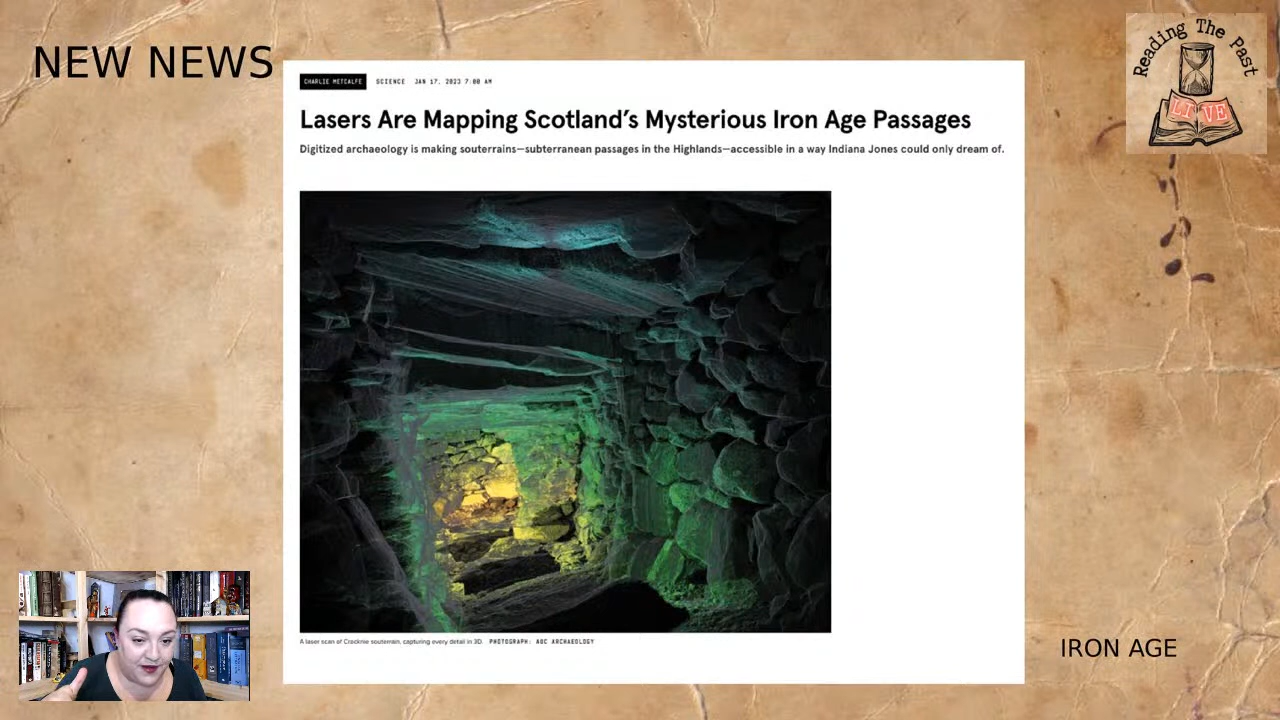 NEW NEWS
Reading The Past
LIVE
CHARLIE METCALFE SCIENCE JAN 17, 2023 7:00 AM
Lasers Are Mapping Scotland’s Mysterious Iron Age Passages
Digitized archaeology is making souterrains—subterranean passages in the Highlands—accessible in a way Indiana Jones could only dream of.
A laser scan of Cracknie souterrain, capturing every detail in 3D. PHOTOGRAPH: AOC ARCHAEOLOGY
IRON AGE